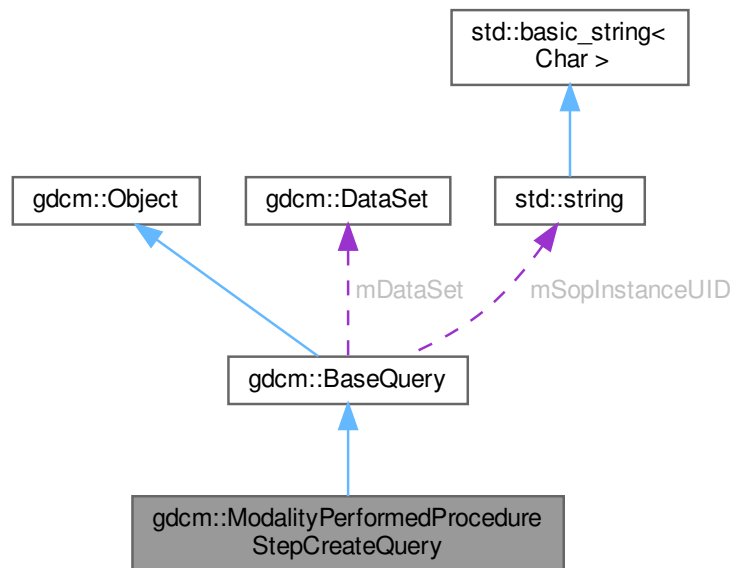 std::basic_string<
Char >
gdcm::Object
gdcm::DataSet
std::string
mDataSet
mSopInstanceUID
gdcm::BaseQuery
gdcm::ModalityPerformedProcedure
StepCreateQuery